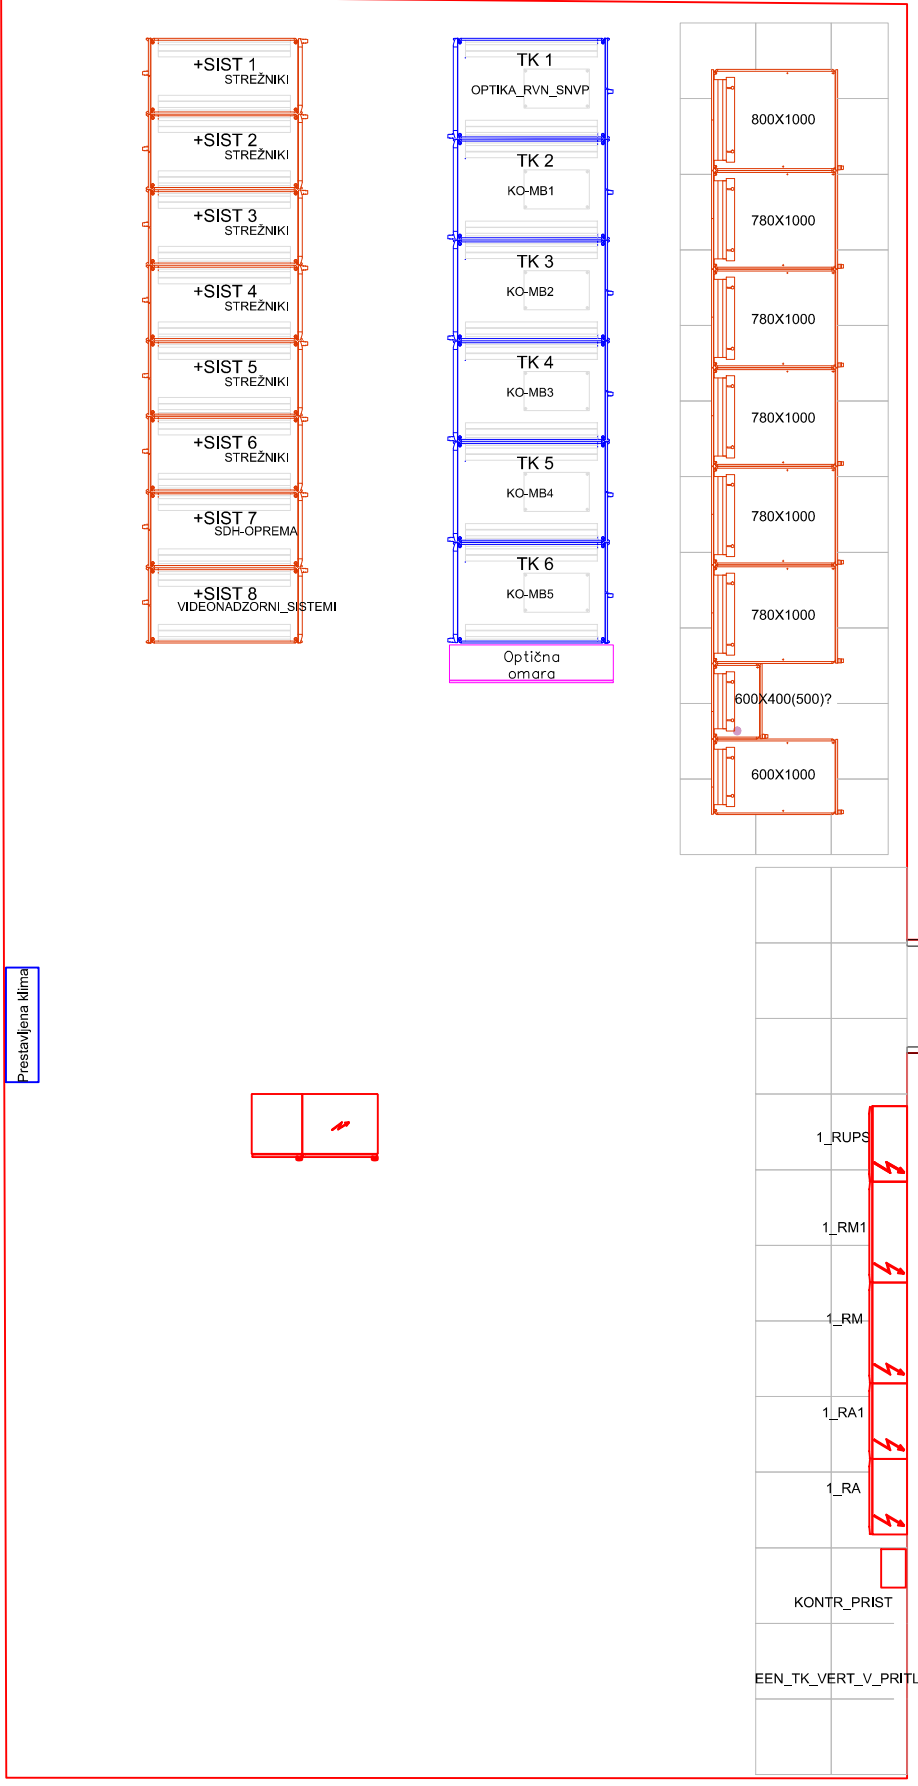 +SIST 1
STREŽNIKI
+SIST 2
STREŽNIKI
+SIST 3
STREŽNIKI
+SIST 4
STREŽNIKI
+SIST 5
STREŽNIKI
+SIST 6
STREŽNIKI
+SIST 7
SDH-OPREMA
+SIST 8
VIDEONADZORNI_SISTEMI
TK 1
OPTIKA_RVN_SNVP
TK 2
KO-MB1
TK 3
KO-MB2
TK 4
KO-MB3
TK 5
KO-MB4
TK 6
KO-MB5
Optična
omara
800X1000
780X1000
780X1000
780X1000
780X1000
780X1000
600X400(500)?
600X1000
Prestavljena klima
1_RUPS
1_RM1
1_RM
1_RA1
1_RA
KONTR_PRIST
EEN_TK_VERT_V_PRITL